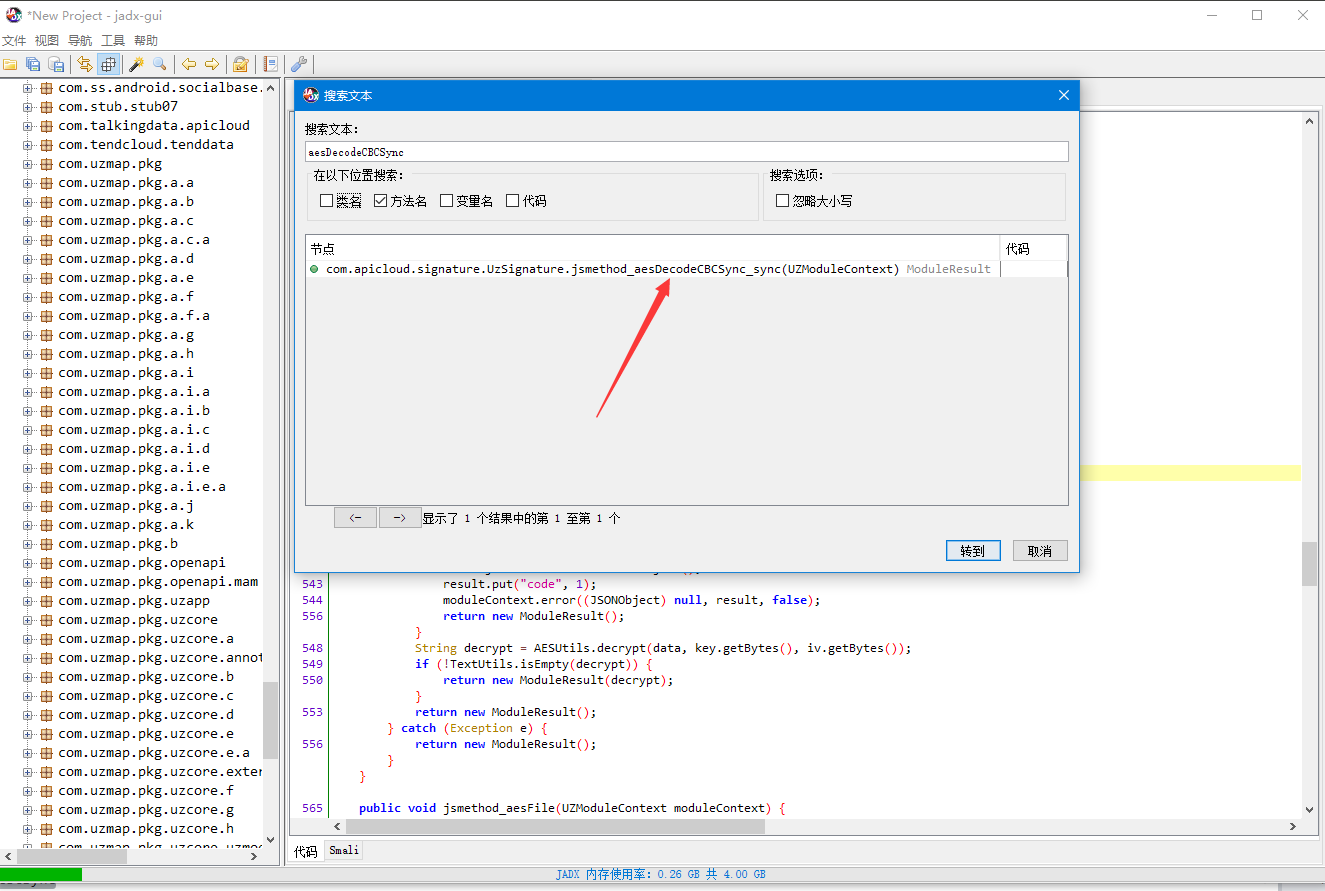 *New Project - jadx-gui
文件 视图 导航 工具 帮助
com.ss.android.socialbase.
com.stub.stub07
com.talkingdata.apicloud
com.tendcloud.tenddata
com.uzmap.pkg
com.uzmap.pkg.a.a
com.uzmap.pkg.a.b
com.uzmap.pkg.a.c
com.uzmap.pkg.a.c.a
com.uzmap.pkg.a.d
com.uzmap.pkg.a.e
com.uzmap.pkg.a.f
com.uzmap.pkg.a.f.a
com.uzmap.pkg.a.g
com.uzmap.pkg.a.h
com.uzmap.pkg.a.i
com.uzmap.pkg.a.i.a
com.uzmap.pkg.a.i.b
com.uzmap.pkg.a.i.c
com.uzmap.pkg.a.i.d
com.uzmap.pkg.a.i.e
com.uzmap.pkg.a.i.e.a
com.uzmap.pkg.a.j
com.uzmap.pkg.a.k
com.uzmap.pkg.b
com.uzmap.pkg.openapi
com.uzmap.pkg.openapi.mam
com.uzmap.pkg.uzapp
com.uzmap.pkg.uzcore
com.uzmap.pkg.uzcore.a
com.uzmap.pkg.uzcore.annot
com.uzmap.pkg.uzcore.b
com.uzmap.pkg.uzcore.c
com.uzmap.pkg.uzcore.d
com.uzmap.pkg.uzcore.e
com.uzmap.pkg.uzcore.e.a
com.uzmap.pkg.uzcore.exter
com.uzmap.pkg.uzcore.f
com.uzmap.pkg.uzcore.g
com.uzmap.pkg.uzcore.h
com.uzmap.pkg.uzcore.uzmod
搜索文本
搜索文本：
aesDecodeCBCSync
在以下位置搜索：
类名 方法名 变量名 代码
搜索选项：
忽略大小写
节点 代码
com.apicloud.signature.UzSignature.jsmethod_aesDecodeCBCSync_sync(UZModuleContext) ModuleResult
<- -> 显示了 1 个结果中的第 1 至第 1 个
转到 取消
543 result.put("code", 1);
544 moduleContext.error((JSONObject) null, result, false);
556 return new ModuleResult();
}
548 String decrypt = AESUtils.decrypt(data, key.getBytes(), iv.getBytes());
549 if (!TextUtils.isEmpty(decrypt)) {
550 return new ModuleResult(decrypt);
}
553 return new ModuleResult();
} catch (Exception e) {
556 return new ModuleResult();
}
}
565 public void jsmethod_aesFile(UZModuleContext moduleContext) {
代码 Smali
JADX 内存使用率：0.26 GB 共 4.00 GB